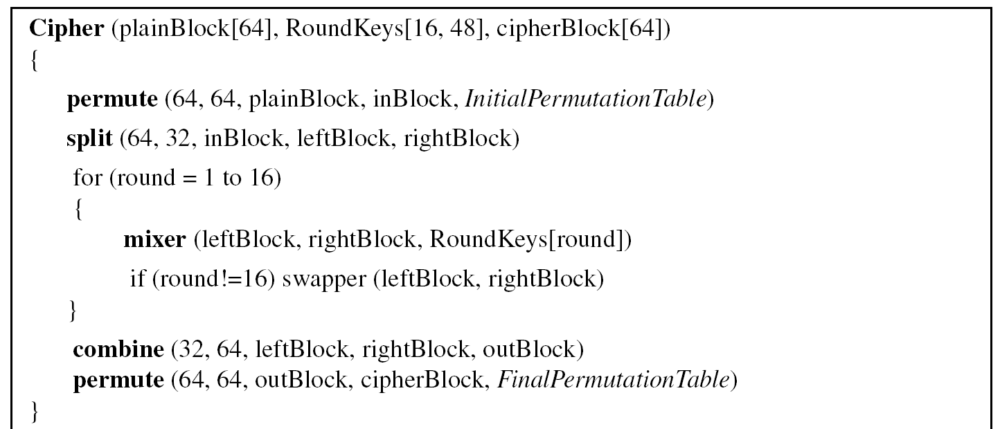 Cipher (plainBlock[64], RoundKeys[16, 48], cipherBlock[64])
{
permute (64, 64, plainBlock, inBlock, InitialPermutationTable)
split (64, 32, inBlock, leftBlock, rightBlock)
for (round = 1 to 16)
{
mixer (leftBlock, rightBlock, RoundKeys[round])
if (round!=16) swapper (leftBlock, rightBlock)
}
combine (32, 64, leftBlock, rightBlock, outBlock)
permute (64, 64, outBlock, cipherBlock, FinalPermutationTable)
}